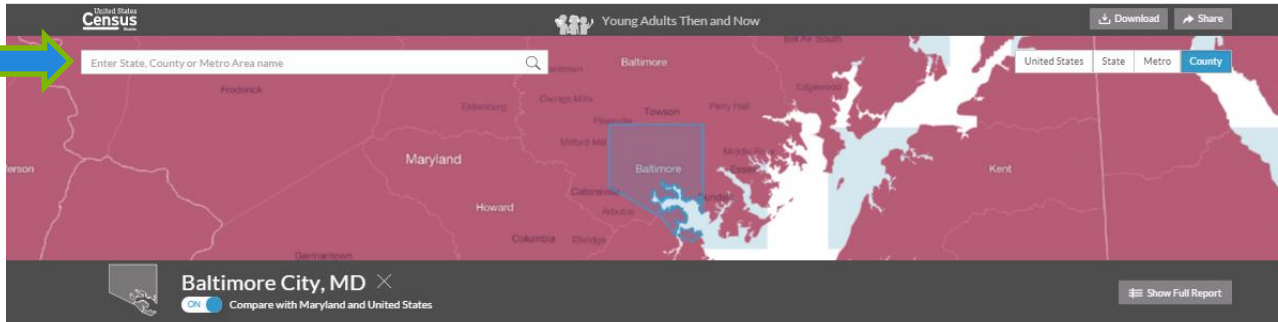 United States
Census
Bureau
Young Adults Then and Now
Download
Share
Enter State, County or Metro Area name
United States State Metro County
Bel Air South
Baltimore
Frederick
Edgewood
Eldersburg
Owings Mills
Towson
Perry Hall
Pikesville
Milford Mill
Maryland
Middle River
Essex
Baltimore
Kent
Catonsville
Dundalk
Howard
Arbutus
Columbia
Elkridge
Germantown
Baltimore City, MD
ON
Compare with Maryland and United States
Show Full Report